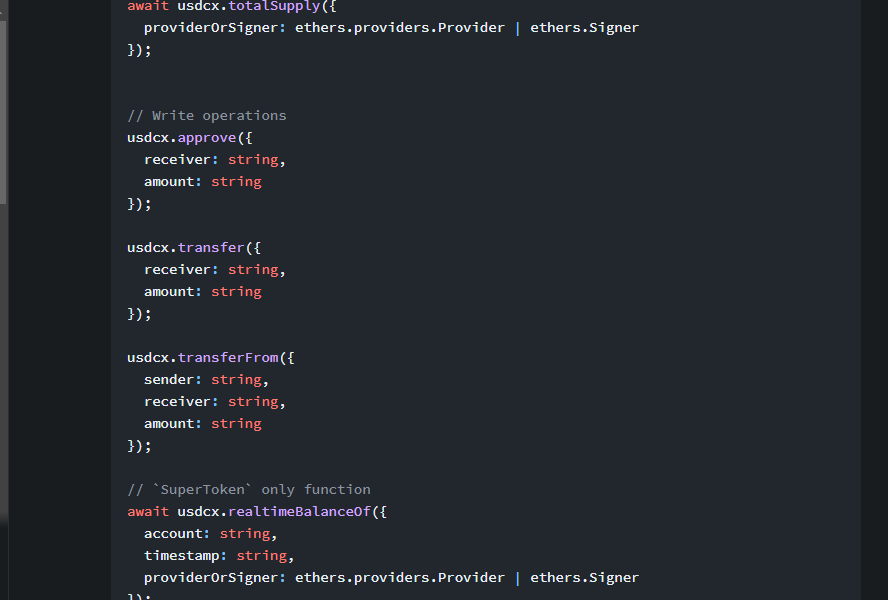 await usdcx.totalSupply({
  providerOrSigner: ethers.providers.Provider | ethers.Signer
});
// Write operations
usdcx.approve({
  receiver: string,
  amount: string
});
usdcx.transfer({
  receiver: string,
  amount: string
});
usdcx.transferFrom({
  sender: string,
  receiver: string,
  amount: string
});
// `SuperToken` only function
await usdcx.realtimeBalanceOf({
  account: string,
  timestamp: string,
  providerOrSigner: ethers.providers.Provider | ethers.Signer
});